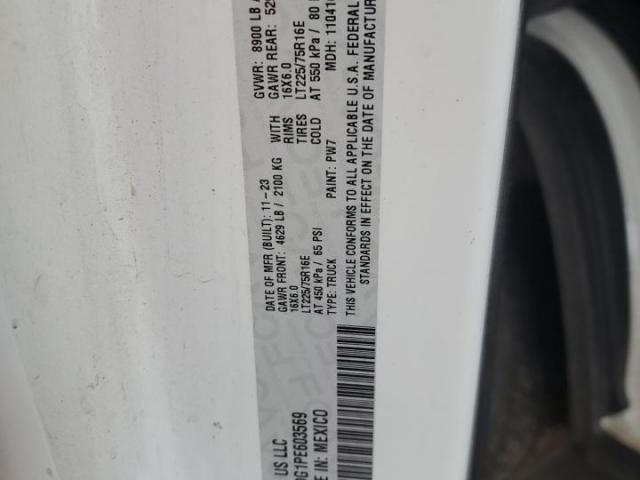 US LLC
DATE OF MFR (BUILT): 11-23 GVWR: 8900 LB
GAWR FRONT: 4629 LB / 2100 KG WITH GAWR REAR:
16X6.0 RIMS 16X6.0
LT225/75R16E TIRES LT225/75R16E
AT 450 kPa / 65 PSI COLD AT 550 kPa / 80
TYPE: TRUCK PAINT: PW7 MDH: 11041
THIS VEHICLE CONFORMS TO ALL APPLICABLE U.S.A. FEDERAL
STANDARDS IN EFFECT ON THE DATE OF MANUFACTUR
G1PE603569
E IN: MEXICO